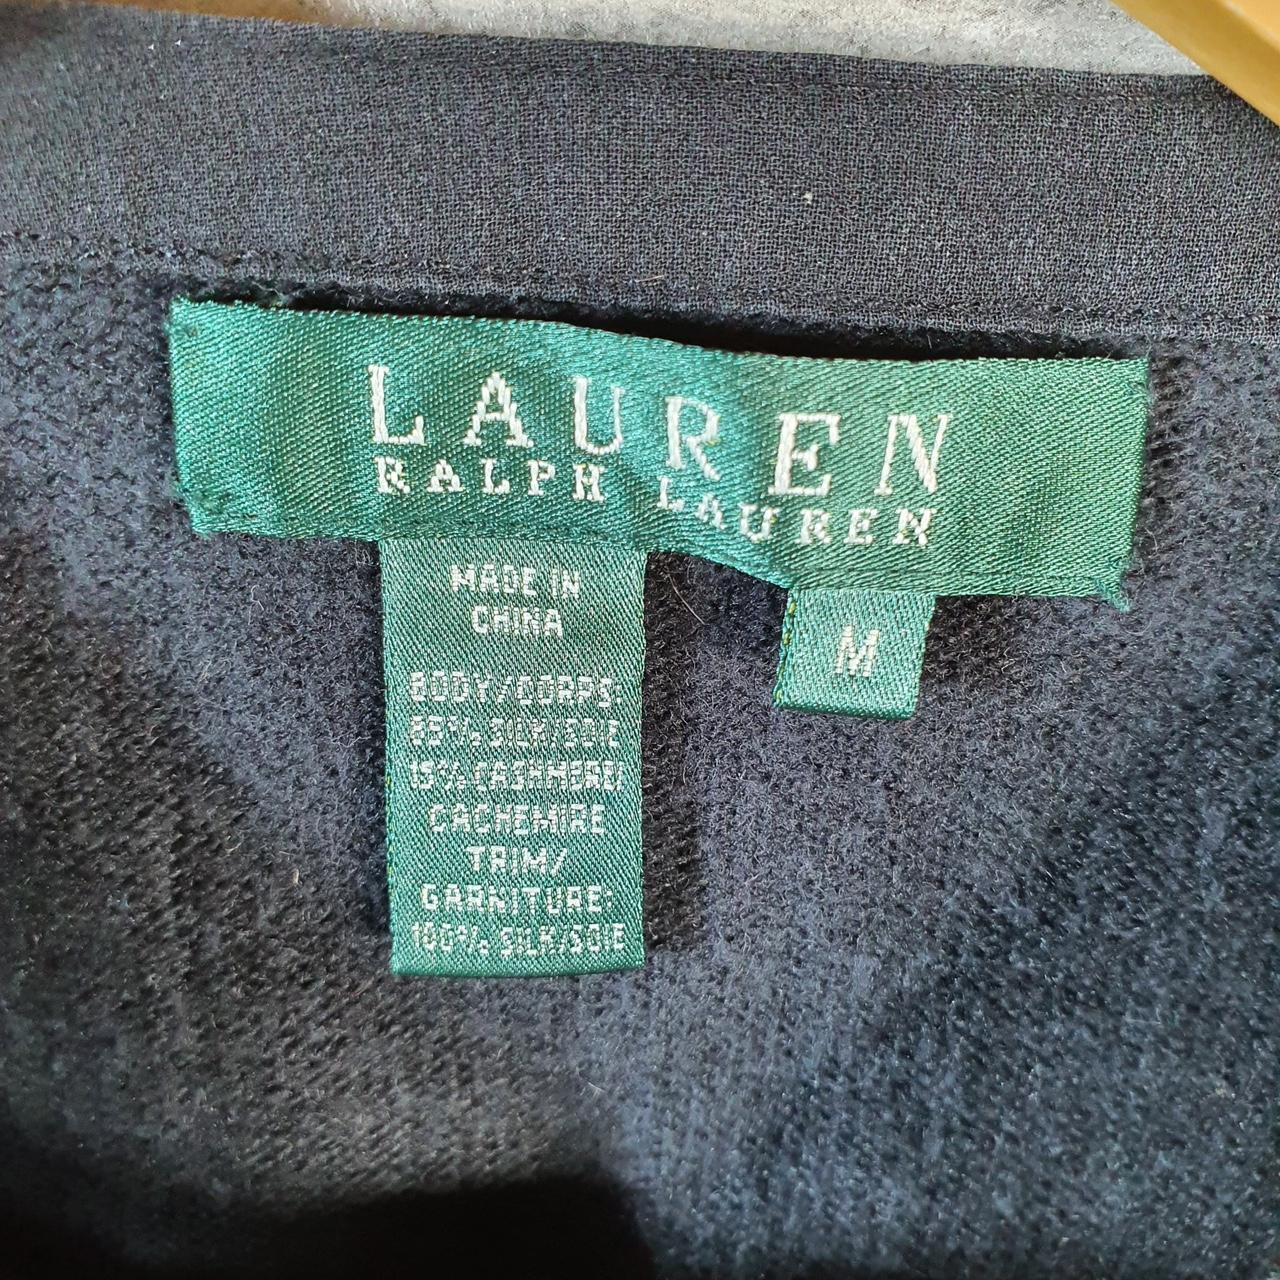 LAUREN
RALPH LAUREN
MADE IN
CHINA
M
BODY/CORPS:
85% SILK/SOIE
15% CASHMERE/
CACHEMIRE
TRIM/
GARNITURE:
100% SILK/SOIE